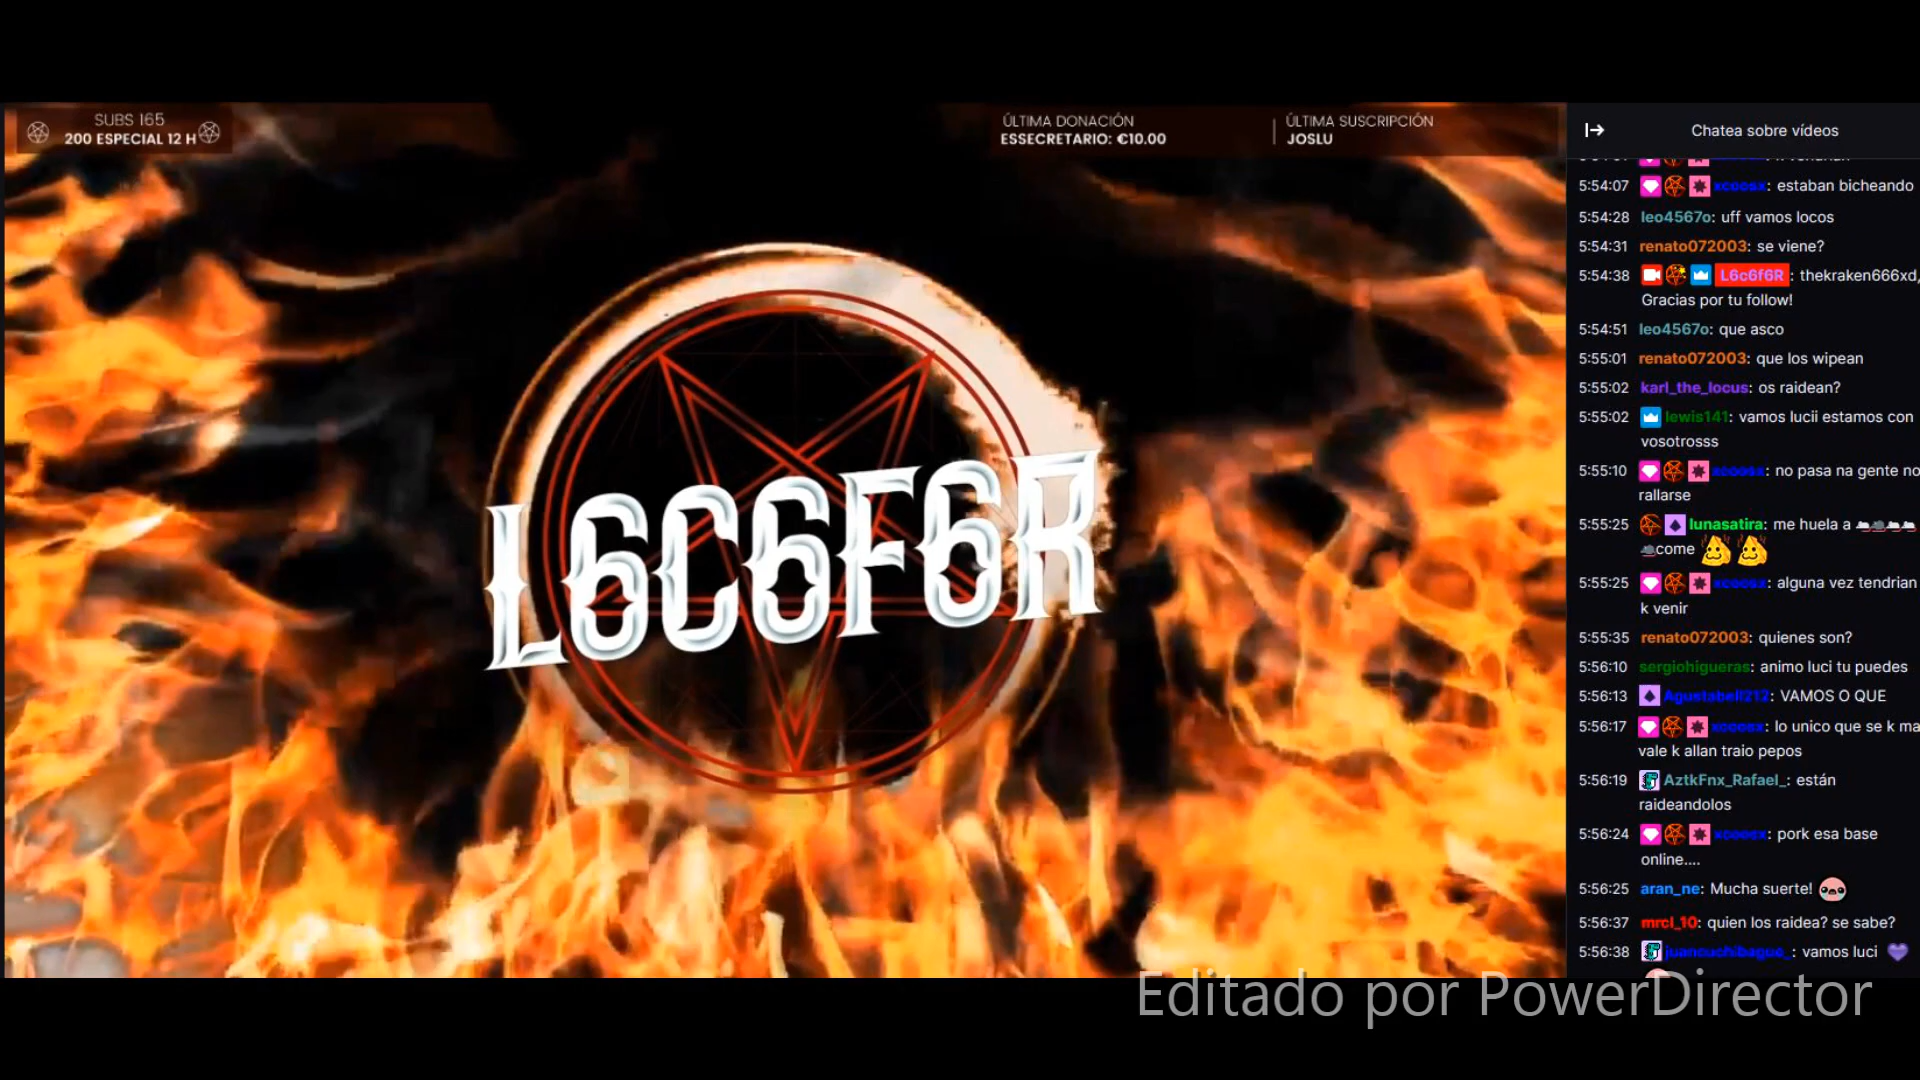 SUBS 165
200 ESPECIAL 12 H
ÚLTIMA DONACIÓN
ESSECRETARIO: €10.00
ÚLTIMA SUSCRIPCIÓN
JOSLU
L6C6F6R
Chatea sobre vídeos
5:54:07 xcoosx: estaban bicheando
5:54:28 leo4567o: uff vamos locos
5:54:31 renato072003: se viene?
5:54:38 L6c6f6R: thekraken666xd,
Gracias por tu follow!
5:54:51 leo4567o: que asco
5:55:01 renato072003: que los wipean
5:55:02 karl_the_locus: os raidean?
5:55:02 lewis141: vamos lucii estamos con
vosotrosss
5:55:10 xcoosx: no pasa na gente no
rallarse
5:55:25 lunasatira: me huela a
come
5:55:25 xcoosx: alguna vez tendrian
k venir
5:55:35 renato072003: quienes son?
5:56:10 sergiohigueras: animo luci tu puedes
5:56:13 Agustabell212: VAMOS O QUE
5:56:17 xcoosx: lo unico que se k ma
vale k allan traio pepos
5:56:19 AztkFnx_Rafael_: están
raideandolos
5:56:24 xcoosx: pork esa base
online....
5:56:25 aran_ne: Mucha suerte!
5:56:37 mrcl_10: quien los raidea? se sabe?
5:56:38 : vamos luci
Editado por PowerDirector